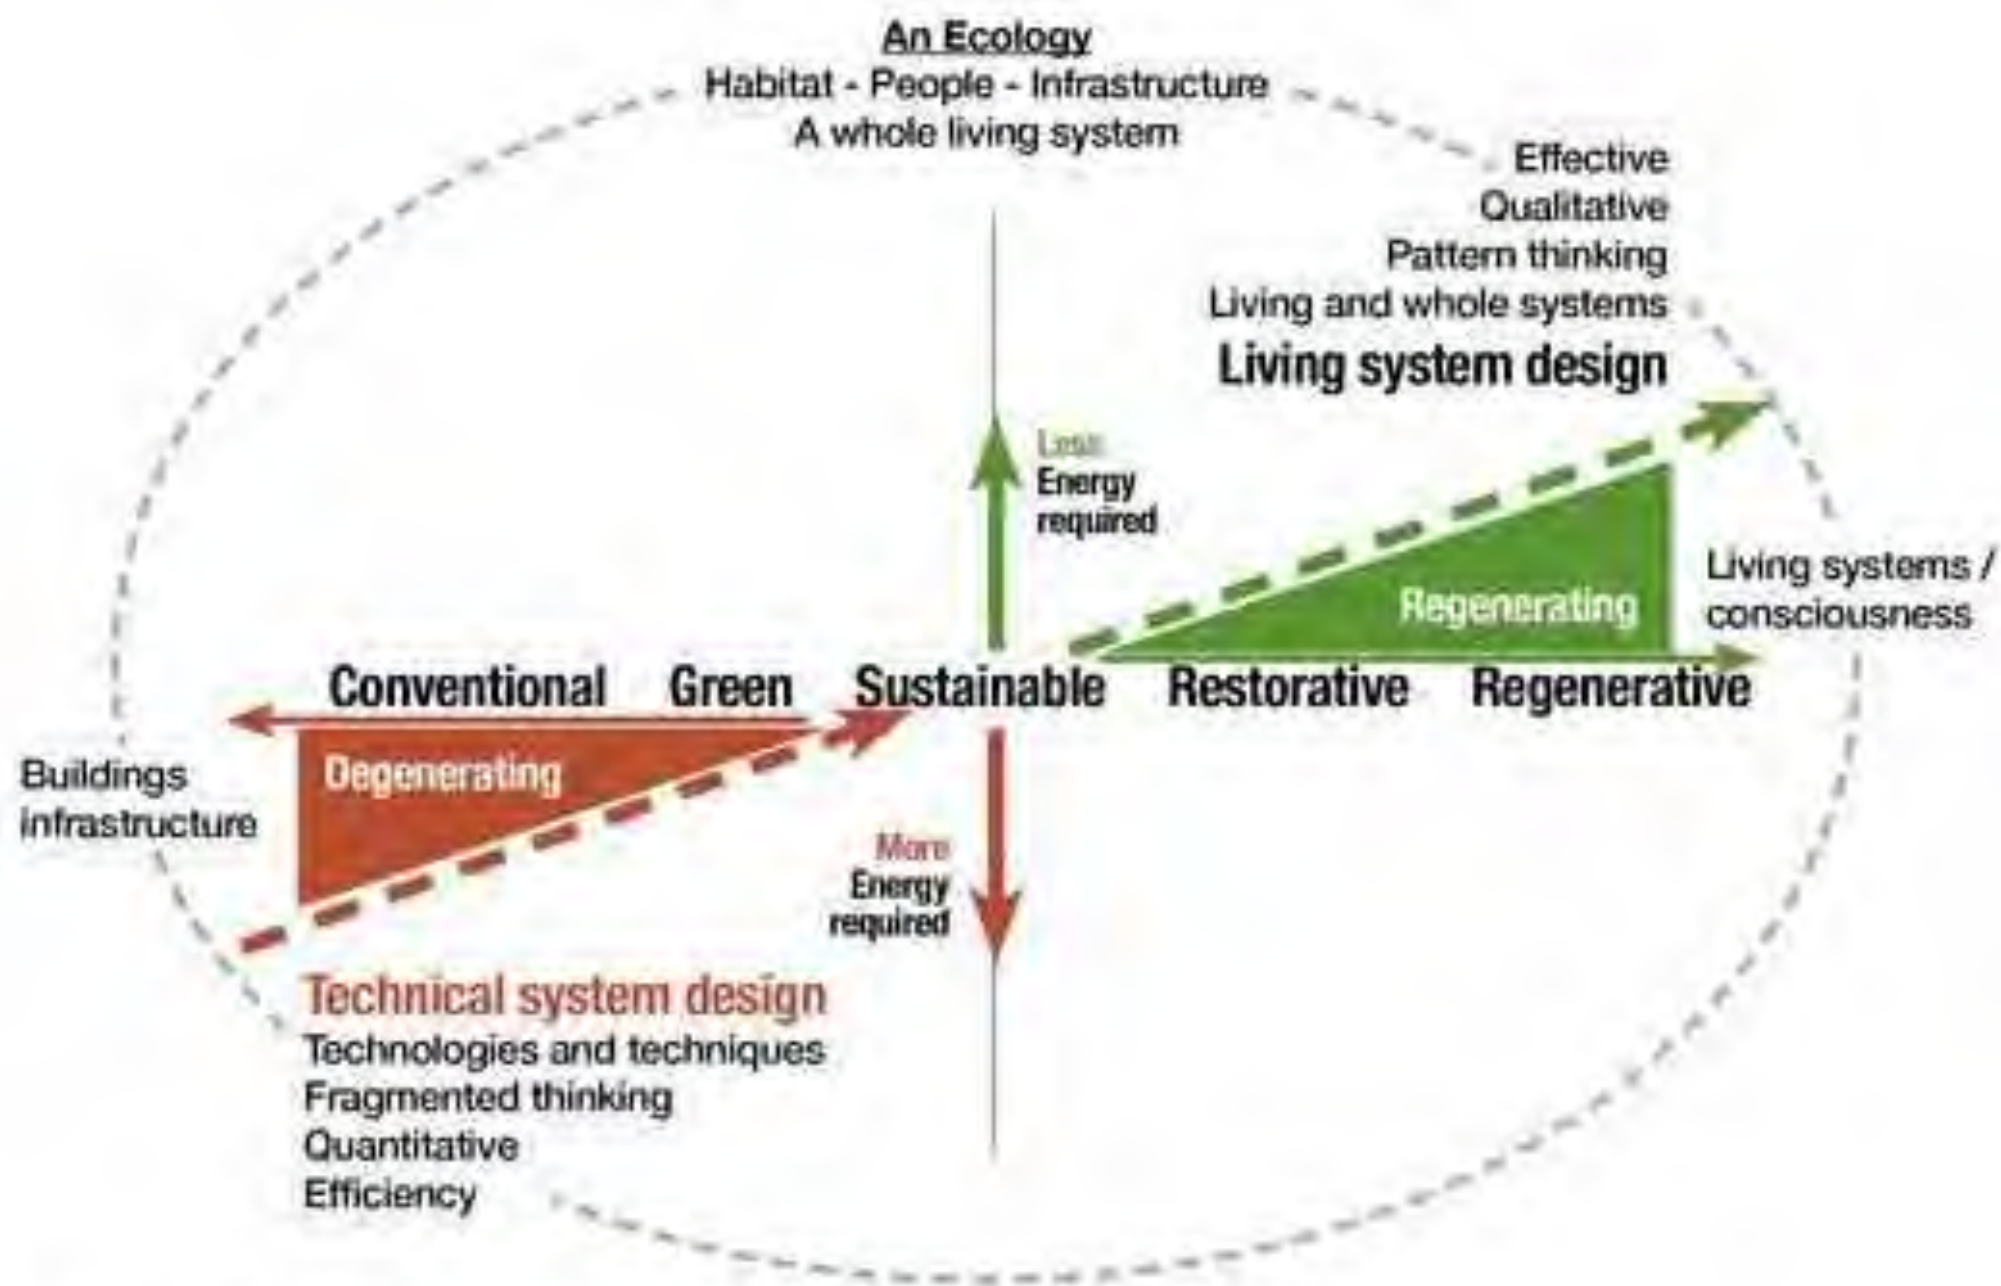 An Ecology
Habitat - People - Infrastructure
A whole living system
Effective
Qualitative
Pattern thinking
Living and whole systems
Living system design
Less
Energy
required
Regenerating
Living systems /
consciousness
Conventional Green Sustainable Restorative Regenerative
Degenerating
Buildings
infrastructure
More
Energy
required
Technical system design
Technologies and techniques
Fragmented thinking
Quantitative
Efficiency